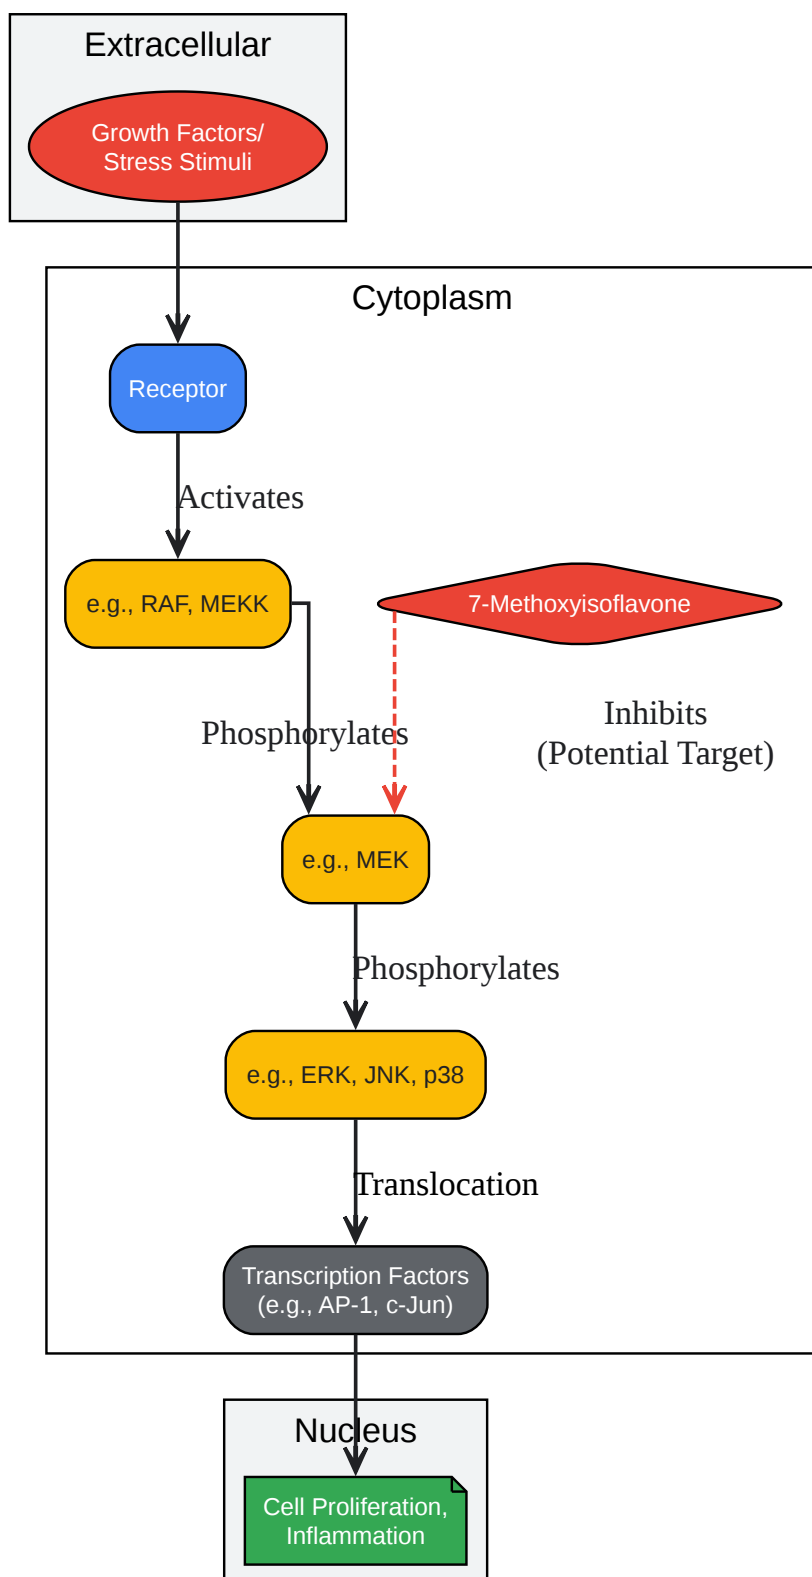 Extracellular
Growth Factors/
Stress Stimuli
Cytoplasm
Receptor
Activates
e.g., RAF, MEKK
7-Methoxyisoflavone
Phosphorylates
Inhibits
(Potential Target)
e.g., MEK
Phosphorylates
e.g., ERK, JNK, p38
Translocation
Transcription Factors
(e.g., AP-1, c-Jun)
Nucleus
Cell Proliferation,
Inflammation